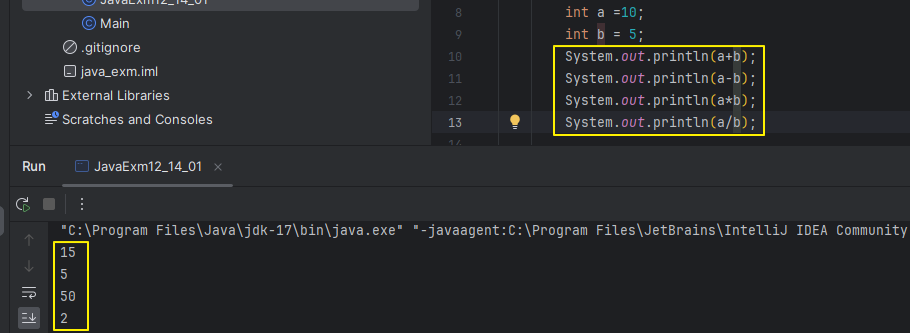 JavaExm12_14_01
Main
.gitignore
java_exm.iml
External Libraries
Scratches and Consoles
8 int a =10;
9 int b = 5;
10 System.out.println(a+b);
11 System.out.println(a-b);
12 System.out.println(a*b);
13 System.out.println(a/b);
14
Run JavaExm12_14_01
"C:\Program Files\Java\jdk-17\bin\java.exe" "-javaagent:C:\Program Files\JetBrains\IntelliJ IDEA Community
15
5
50
2